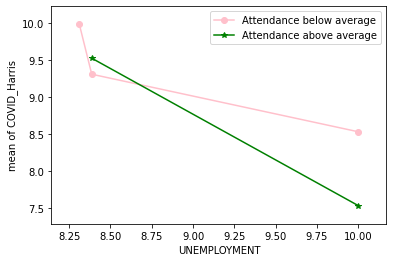 Attendance below average
Attendance above average
10.0
9.5
9.0
8.5
8.0
7.5
mean of COVID_Harris
8.25 8.50 8.75 9.00 9.25 9.50 9.75 10.00
UNEMPLOYMENT